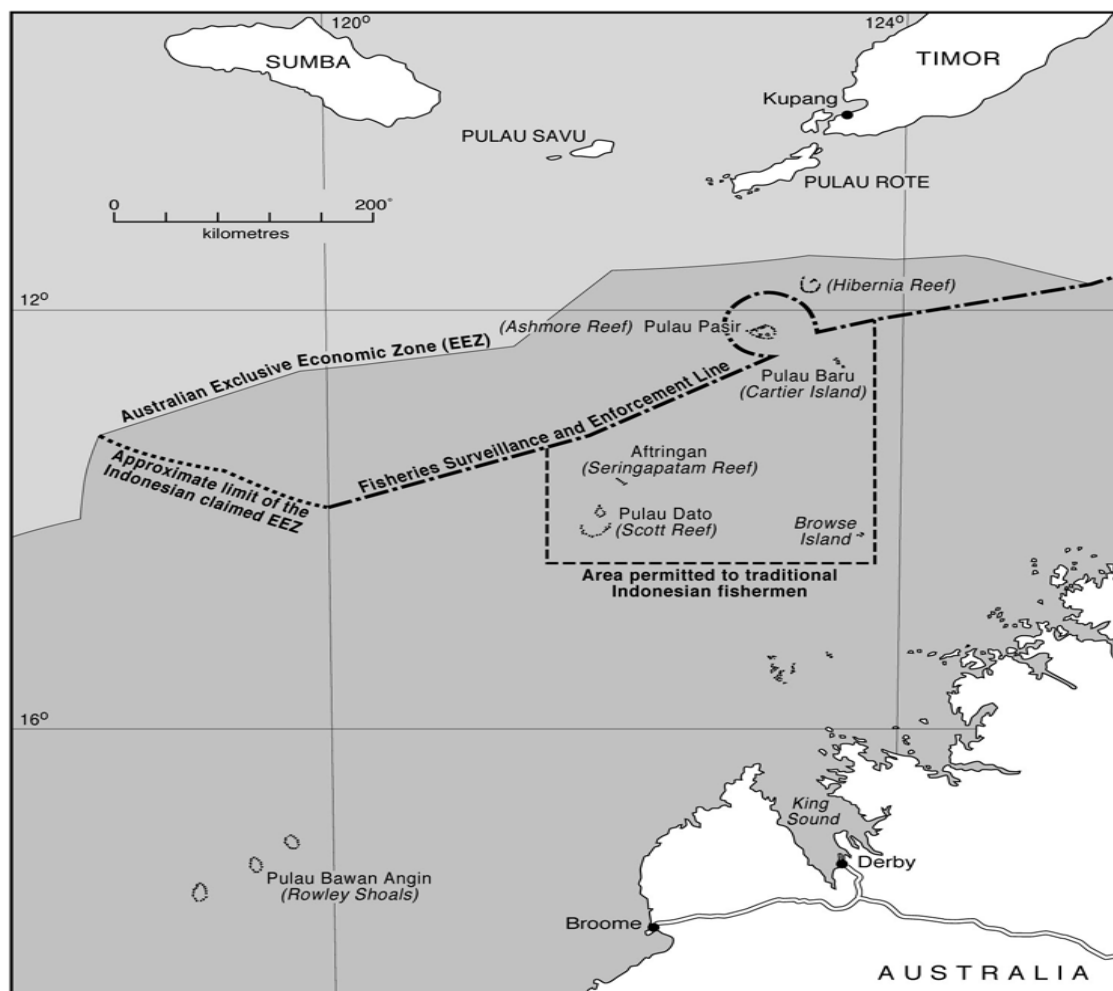 120°
124°
SUMBA
TIMOR
Kupang
PULAU SAVU
PULAU ROTE
0
200°
kilometres
12°
(Hibernia Reef)
(Ashmore Reef) Pulau Pasir
Australian Exclusive Economic Zone (EEZ)
Pulau Baru
(Cartier Island)
Fisheries Surveillance and Enforcement Line
Approximate limit of the
Indonesian claimed EEZ
Aftringan
(Seringapatam Reef)
Pulau Dato
(Scott Reef)
Browse
Island
Area permitted to traditional
Indonesian fishermen
16°
King
Sound
Derby
Pulau Bawan Angin
(Rowley Shoals)
Broome
AUSTRALIA